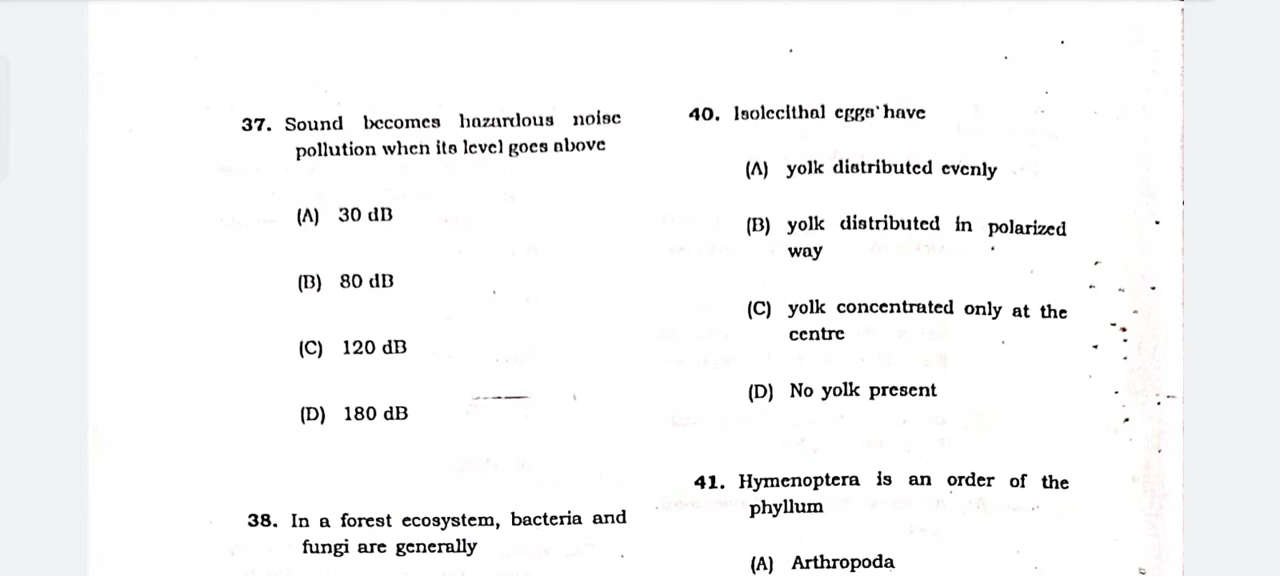 37. Sound becomes hazardous noise
pollution when its level goes above
(A) 30 dB
(B) 80 dB
(C) 120 dB
(D) 180 dB
38. In a forest ecosystem, bacteria and
fungi are generally
40. Isolecithal eggs have
(A) yolk distributed evenly
(B) yolk distributed in polarized
way
(C) yolk concentrated only at the
centre
(D) No yolk present
41. Hymenoptera is an order of the
phyllum
(A) Arthropoda